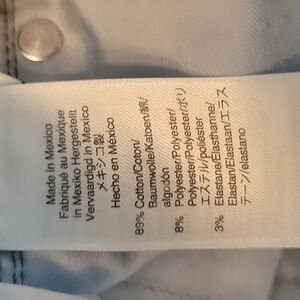 Made in Mexico
Fabriqué au Mexique
in Mexiko Hergestellt
Vervaardigd in Mexico
メキシコ製
Hecho en México
89% Cotton/Coton/
Baumwolle/Katoen/綿/
algodón
8% Polyester/Polyester/
Polyester/Polyester/ポリ
エステル/poliéster
3% Elastane/Elasthanne/
Elastan/Elastaan/エラス
テーン/elastano